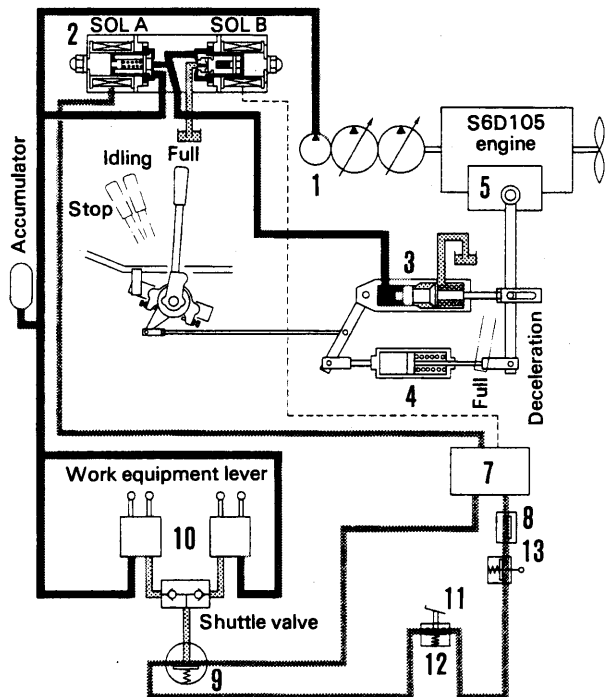 2
SOL A
SOL B
Accumulator
Idling
Full
Stop
1
S6D105
engine
5
3
4
Full
Deceleration
Work equipment lever
7
8
10
13
Shuttle valve
11
9
12